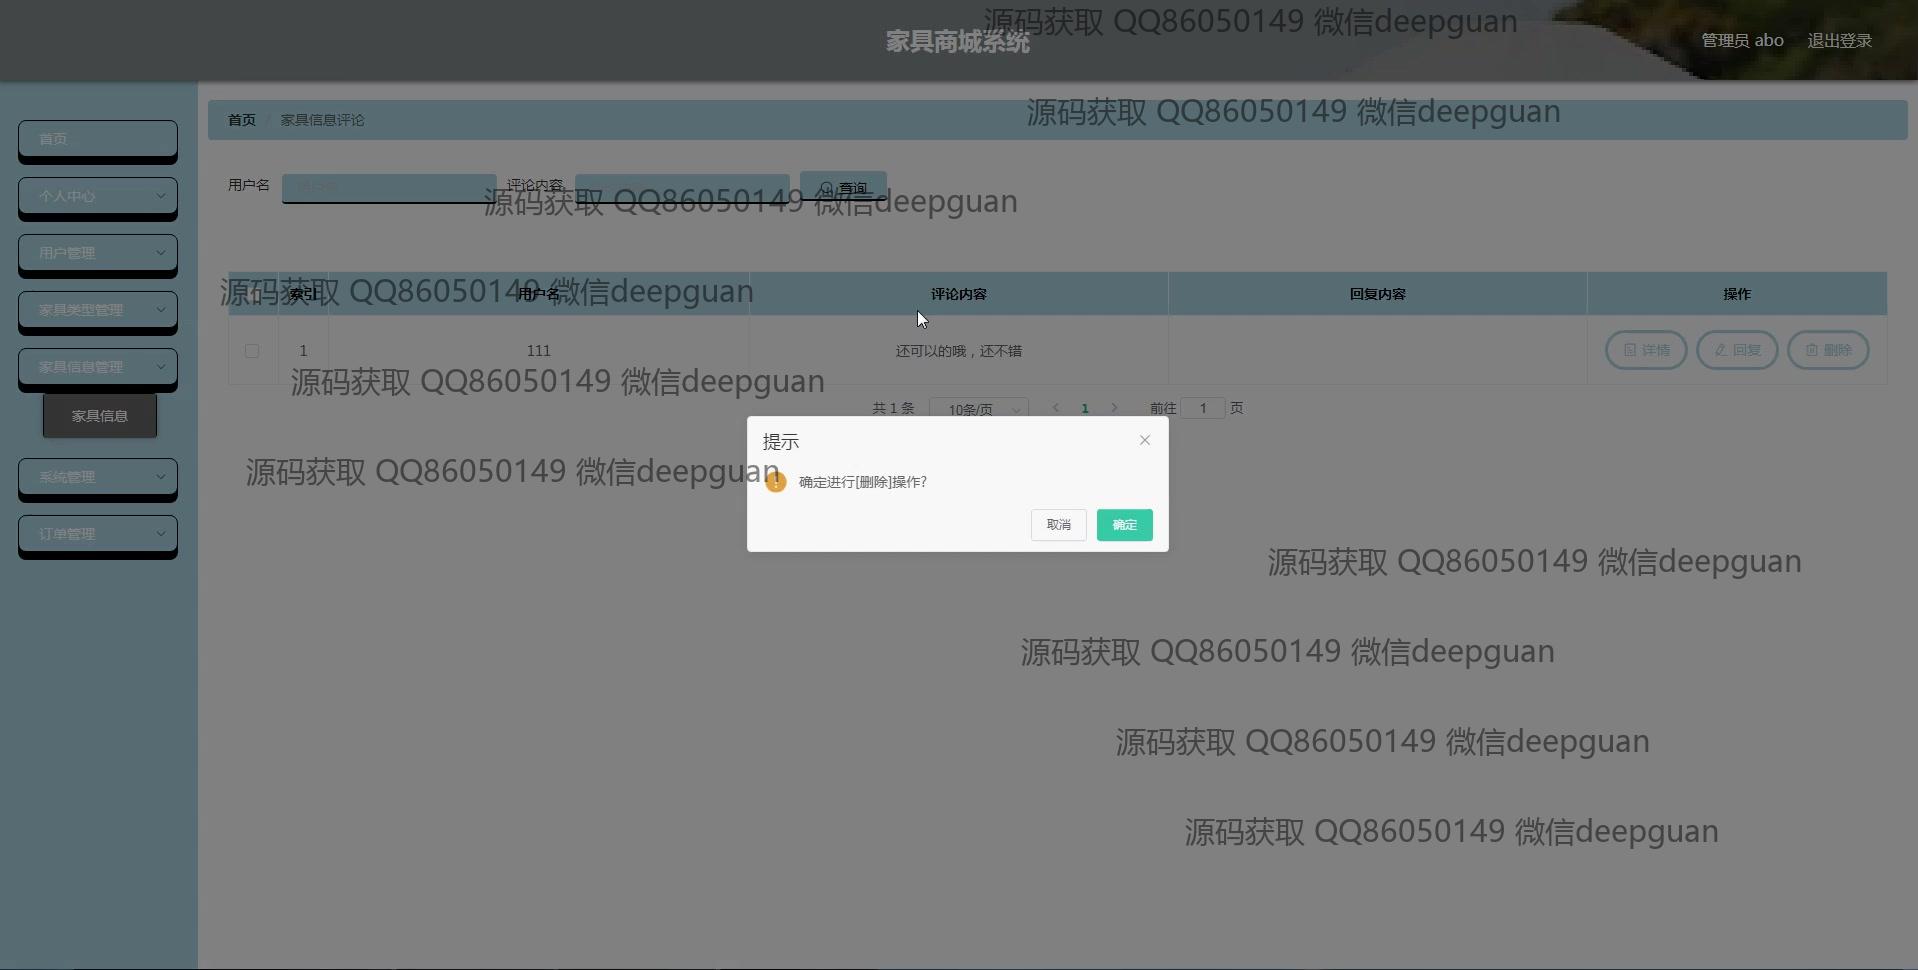 源码获取 QQ86050149 微信deepguan
家具商城系统
管理员 abo 退出登录
源码获取 QQ86050149 微信deepguan
首页 / 家具信息评论
首页
个人中心
用户管理
家具类型管理
家具信息管理
家具信息
系统管理
订单管理
用户名 评论内容 查询
源码获取 QQ86050149 微信deepguan
源码获取 QQ86050149 微信deepguan
索引 用户名 评论内容 回复内容 操作
1 111 还可以的哦，还不错 详情 回复 删除
源码获取 QQ86050149 微信deepguan
共 1 条 10条/页 1 前往 1 页
提示
源码获取 QQ86050149 微信deepguan
确定进行[删除]操作?
取消 确定
源码获取 QQ86050149 微信deepguan
源码获取 QQ86050149 微信deepguan
源码获取 QQ86050149 微信deepguan
源码获取 QQ86050149 微信deepguan